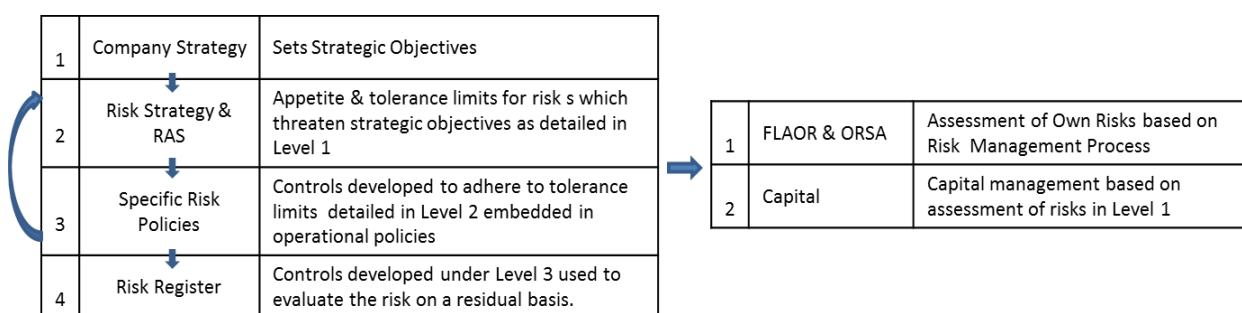 1
Company Strategy
Sets Strategic Objectives
2
Risk Strategy &
RAS
Appetite & tolerance limits for risk s which
threaten strategic objectives as detailed in
Level 1
3
Specific Risk
Policies
Controls developed to adhere to tolerance
limits detailed in Level 2 embedded in
operational policies
4
Risk Register
Controls developed under Level 3 used to
evaluate the risk on a residual basis.
1
FLAOR & ORSA
Assessment of Own Risks based on
Risk Management Process
2
Capital
Capital management based on
assessment of risks in Level 1